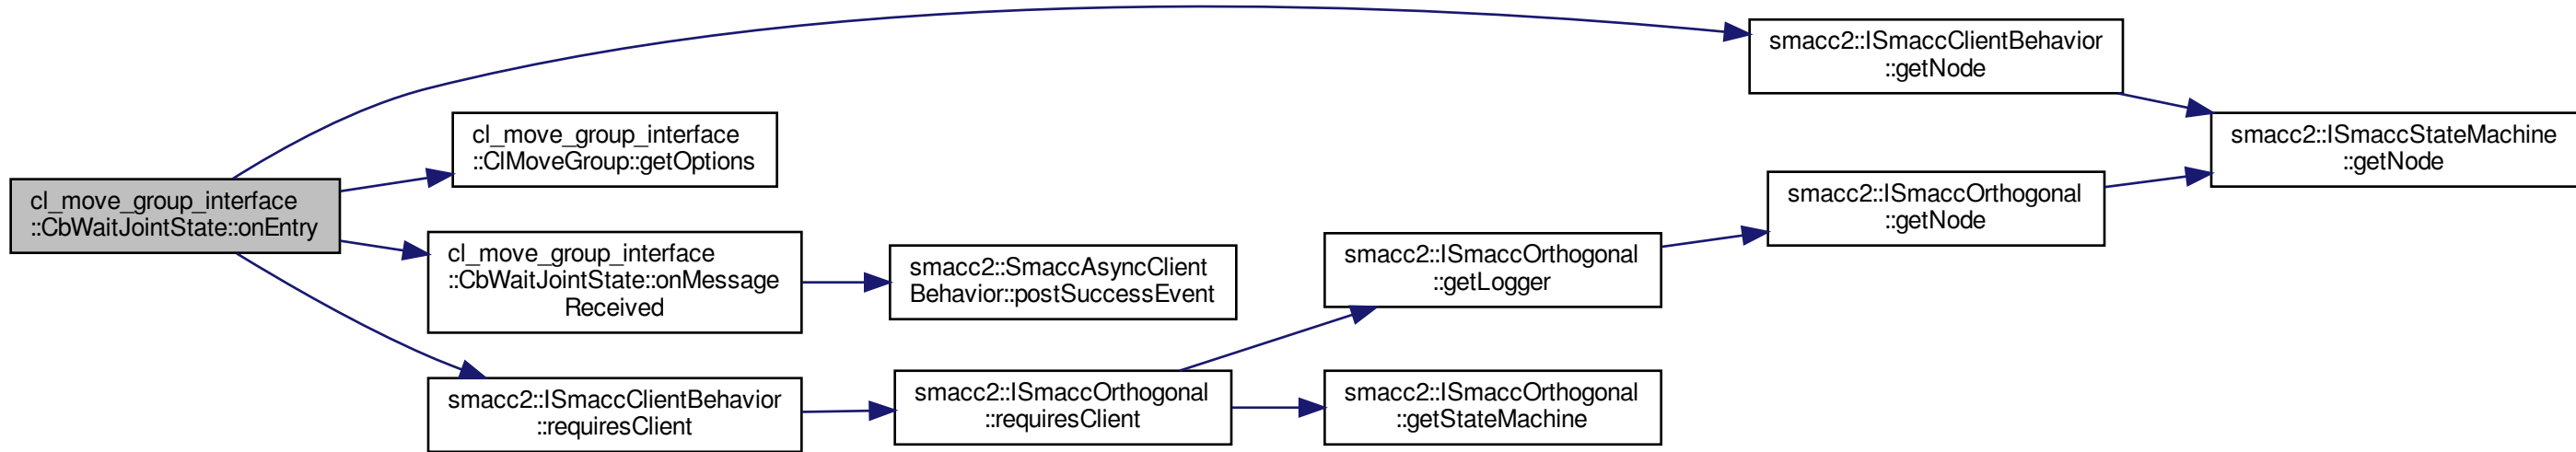 cl_move_group_interface
::CbWaitJointState::onEntry
cl_move_group_interface
::ClMoveGroup::getOptions
cl_move_group_interface
::CbWaitJointState::onMessage
Received
smacc2::ISmaccClientBehavior
::requiresClient
smacc2::SmaccAsyncClient
Behavior::postSuccessEvent
smacc2::ISmaccOrthogonal
::requiresClient
smacc2::ISmaccOrthogonal
::getLogger
smacc2::ISmaccOrthogonal
::getStateMachine
smacc2::ISmaccClientBehavior
::getNode
smacc2::ISmaccOrthogonal
::getNode
smacc2::ISmaccStateMachine
::getNode